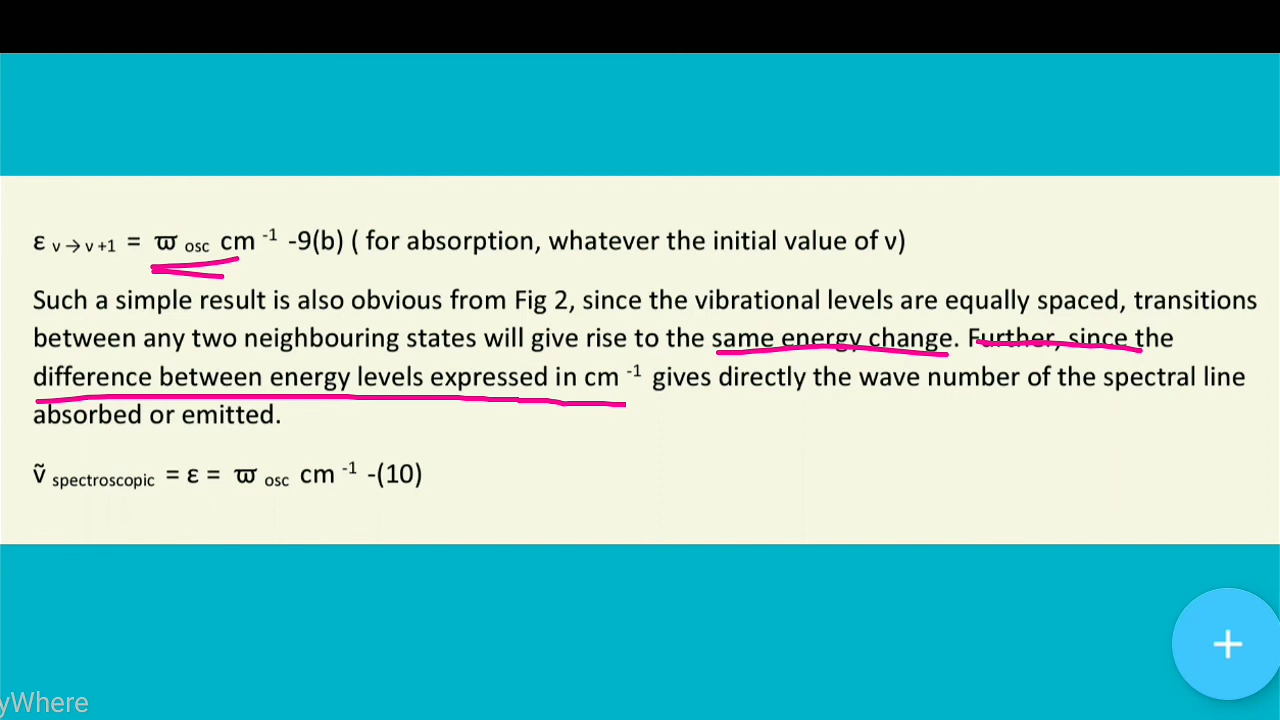 ε ν→ν+1 = ϖ osc cm -1 -9(b) ( for absorption, whatever the initial value of ν)
Such a simple result is also obvious from Fig 2, since the vibrational levels are equally spaced, transitions
between any two neighbouring states will give rise to the same energy change. Further, since the
difference between energy levels expressed in cm -1 gives directly the wave number of the spectral line
absorbed or emitted.
ṽ spectroscopic = ε = ϖ osc cm -1 -(10)
yWhere